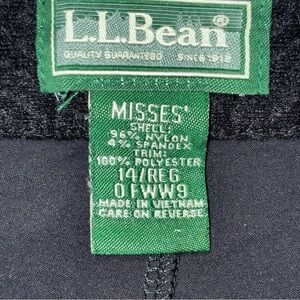 L.L.Bean®
QUALITY GUARANTEED SINCE 1912
MISSES'
SHELL:
96% NYLON
4% SPANDEX
TRIM:
100% POLYESTER
14/REG
0FWW9
MADE IN VIETNAM
CARE ON REVERSE